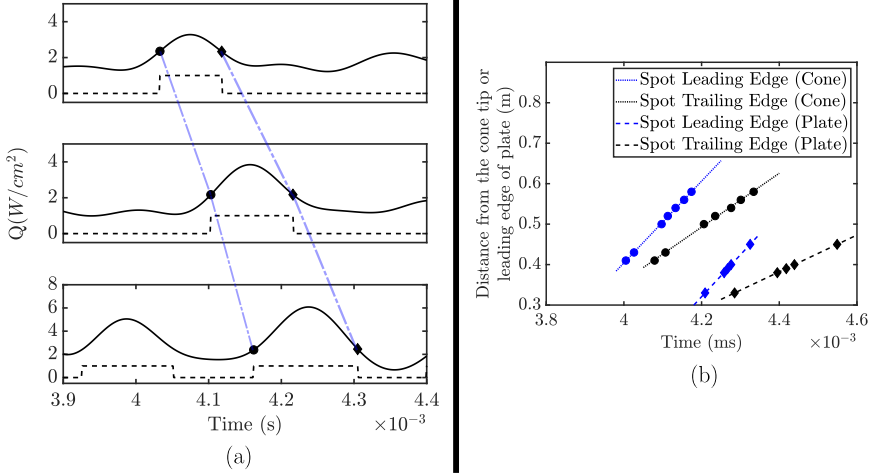 4
2
0
4
2
0
Q(W/cm²)
8
6
4
2
0
3.9 4 4.1 4.2 4.3 4.4
Time (s) ×10⁻³
(a)
Distance from the cone tip or
leading edge of plate (m)
0.8
0.7
0.6
0.5
0.4
0.3
Spot Leading Edge (Cone)
Spot Trailing Edge (Cone)
Spot Leading Edge (Plate)
Spot Trailing Edge (Plate)
3.8 4 4.2 4.4 4.6
Time (ms) ×10⁻³
(b)